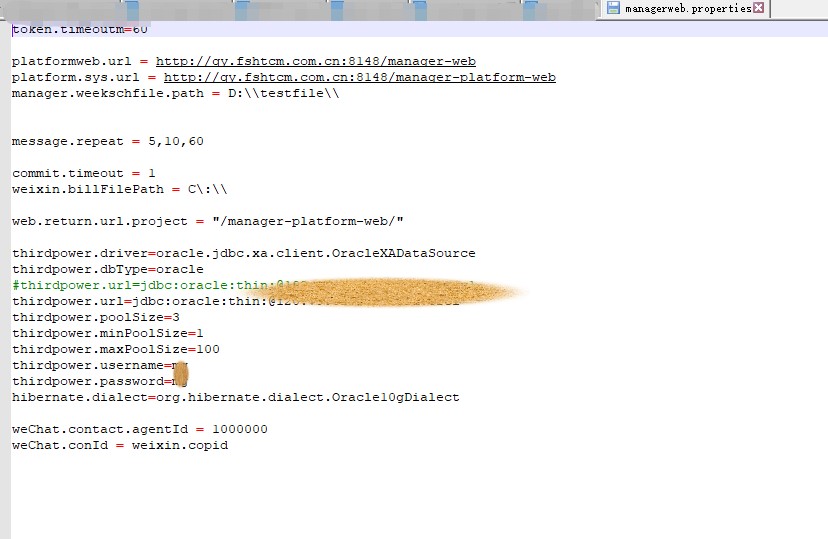 managerweb.properties
token.timeoutm=60
platformweb.url = http://qy.fshtcm.com.cn:8148/manager-web
platform.sys.url = http://qy.fshtcm.com.cn:8148/manager-platform-web
manager.weekschfile.path = D:\\testfile\\
message.repeat = 5,10,60
commit.timeout = 1
weixin.billFilePath = C\:\\
web.return.url.project = "/manager-platform-web/"
thirdpower.driver=oracle.jdbc.xa.client.OracleXADataSource
thirdpower.dbType=oracle
#thirdpower.url=jdbc:oracle:thin:
thirdpower.url=jdbc:oracle:thin:
thirdpower.poolSize=3
thirdpower.minPoolSize=1
thirdpower.maxPoolSize=100
thirdpower.username=
thirdpower.password=
hibernate.dialect=org.hibernate.dialect.Oracle10gDialect
weChat.contact.agentId = 1000000
weChat.conId = weixin.copid